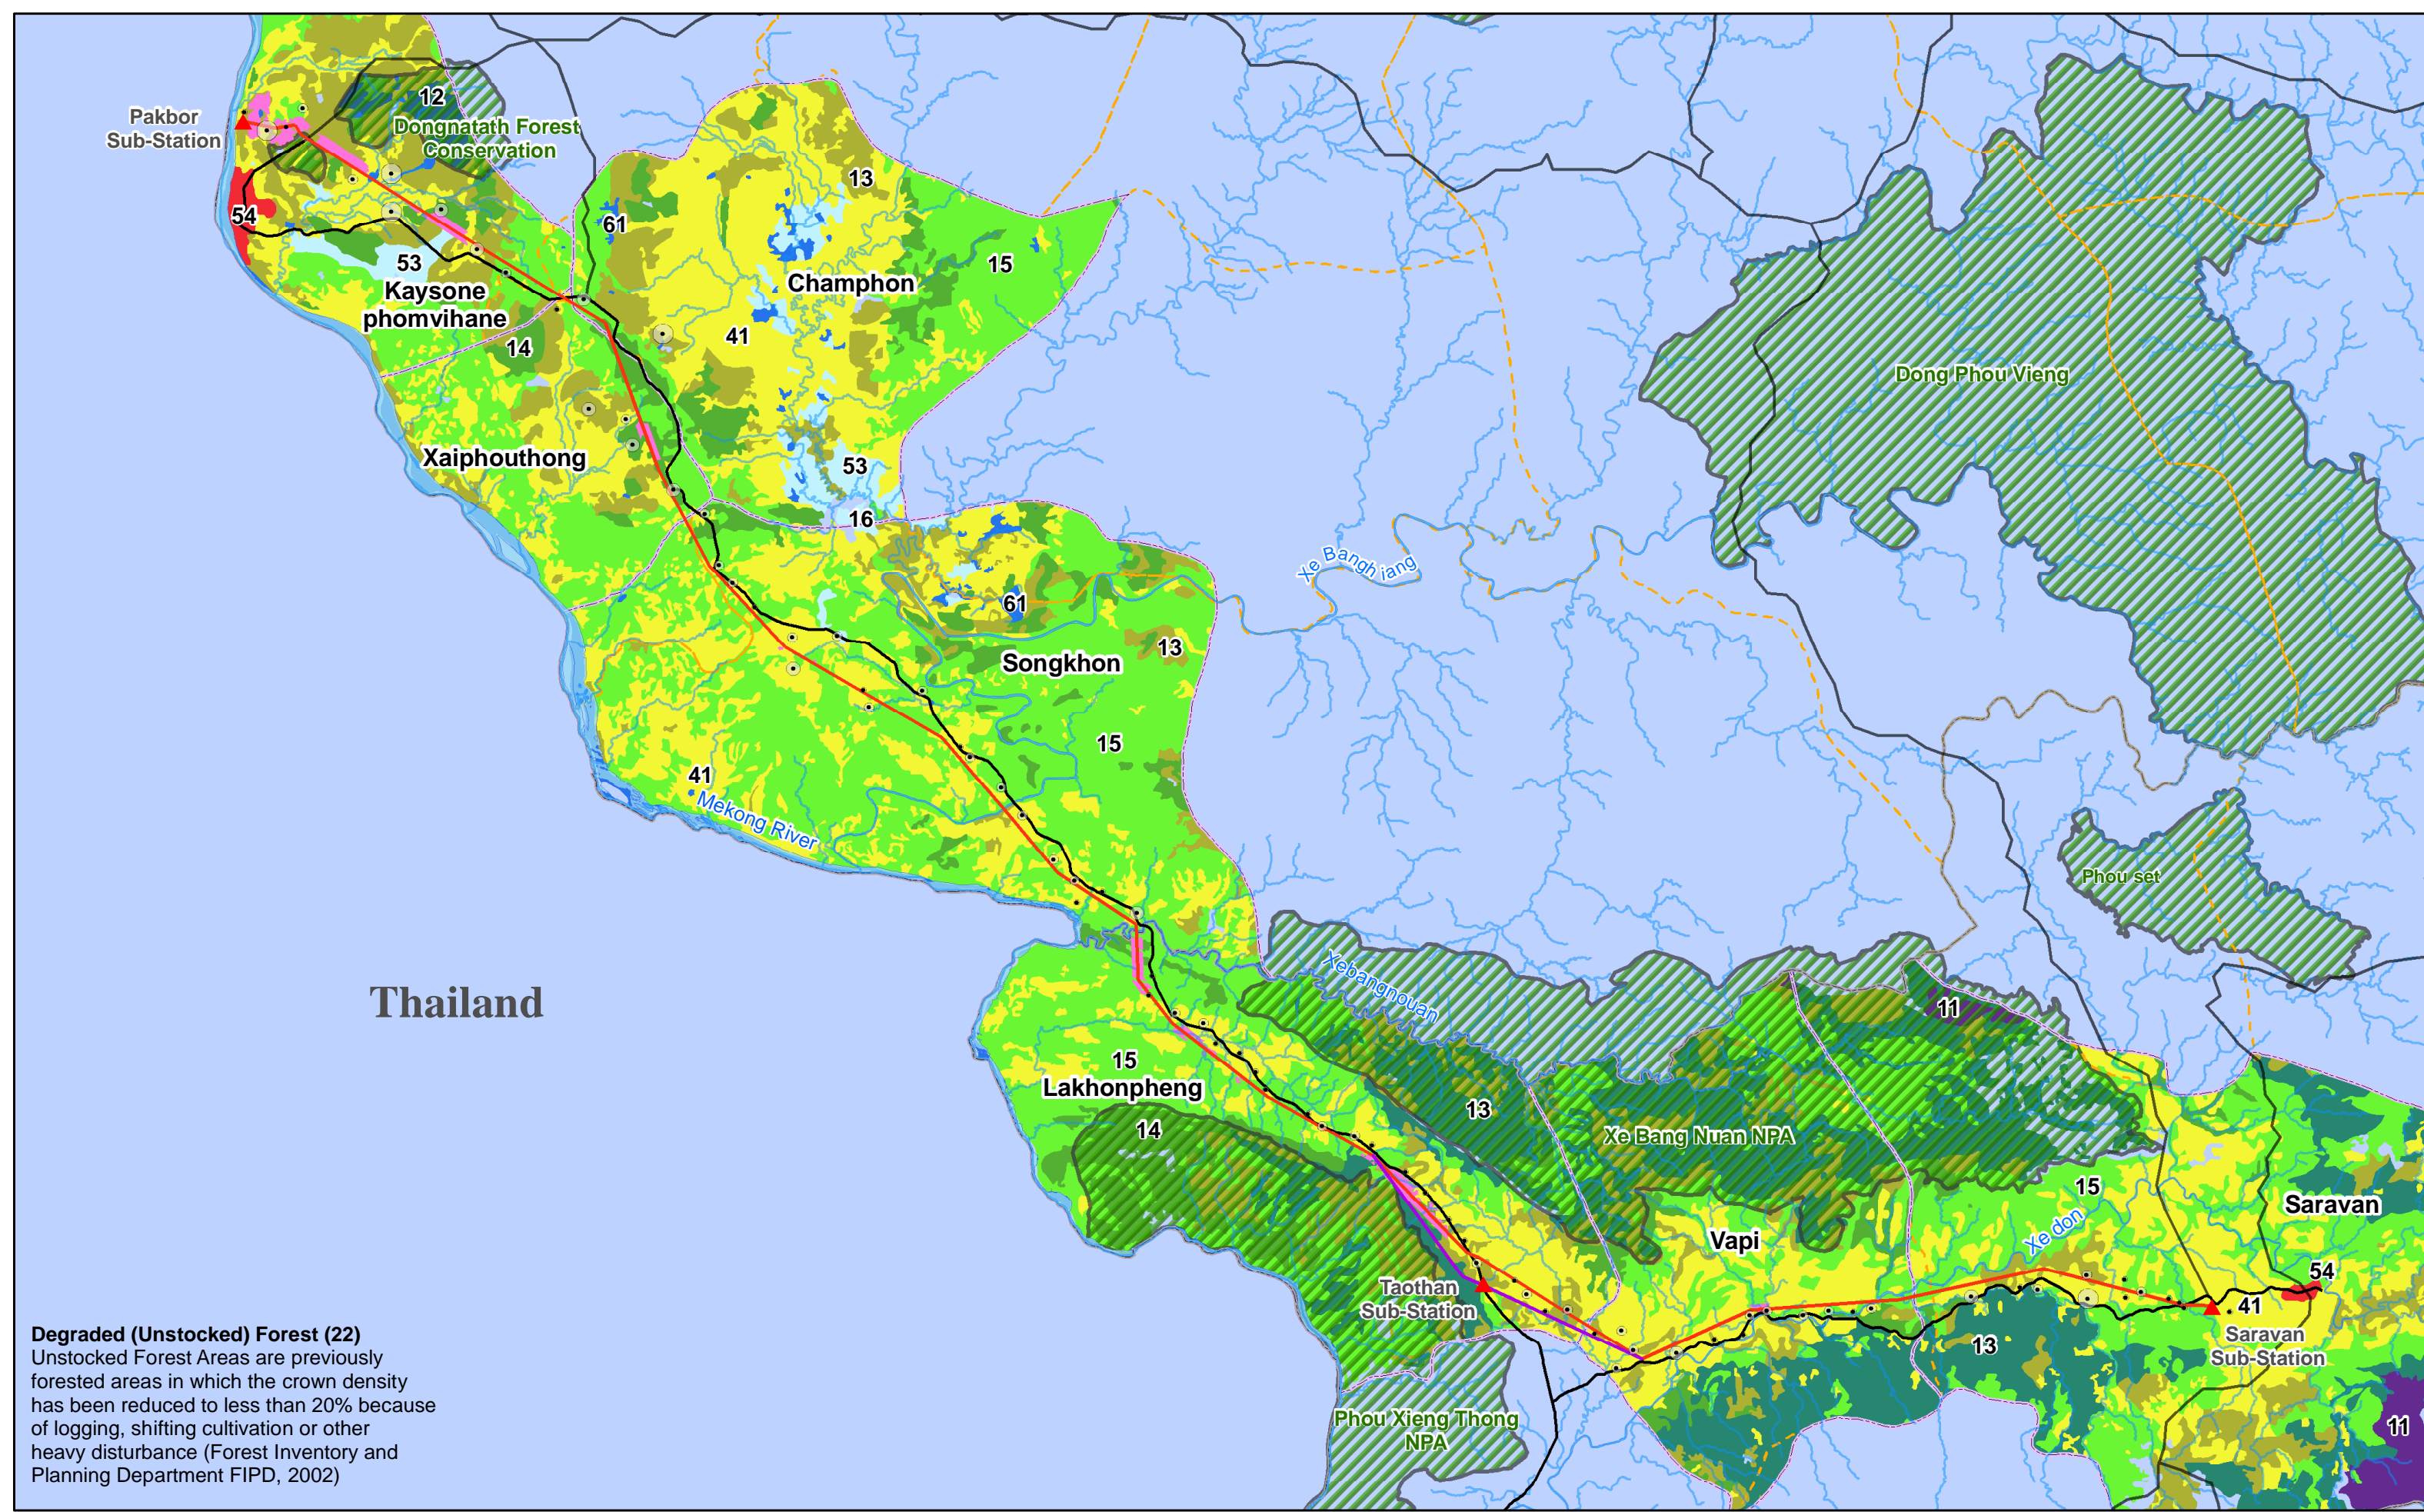 Pakbor
Sub-Station
12
Dongnatath Forest
Conservation
13
54
61
53
15
Champhon
Kaysone
phomvihane
41
14
Dong Phou Vieng
Xaiphouthong
53
16
Xe Banghiang
61
13
Songkhon
15
41
Mekong River
Phou set
Xebangnouan
Thailand
11
15
Lakhonpheng
13
14
Xe Bang Nuan NPA
15
Saravan
Xe don
Vapi
54
Taothan
Sub-Station
41
Saravan
Sub-Station
13
Phou Xieng Thong
NPA
11
Degraded (Unstocked) Forest (22)
Unstocked Forest Areas are previously
forested areas in which the crown density
has been reduced to less than 20% because
of logging, shifting cultivation or other
heavy disturbance (Forest Inventory and
Planning Department FIPD, 2002)